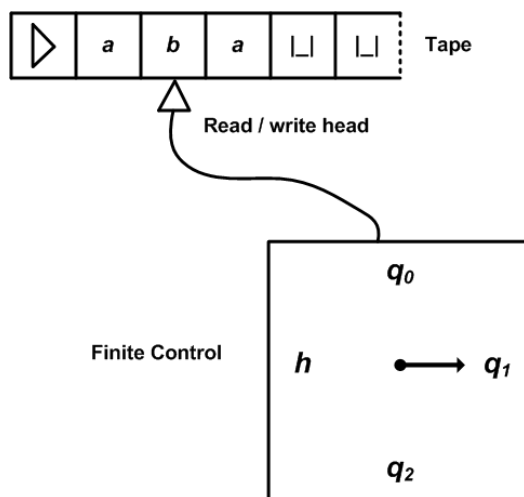 ▷ a b a |_| |_| Tape
Read / write head
q₀
Finite Control h q₁
q₂